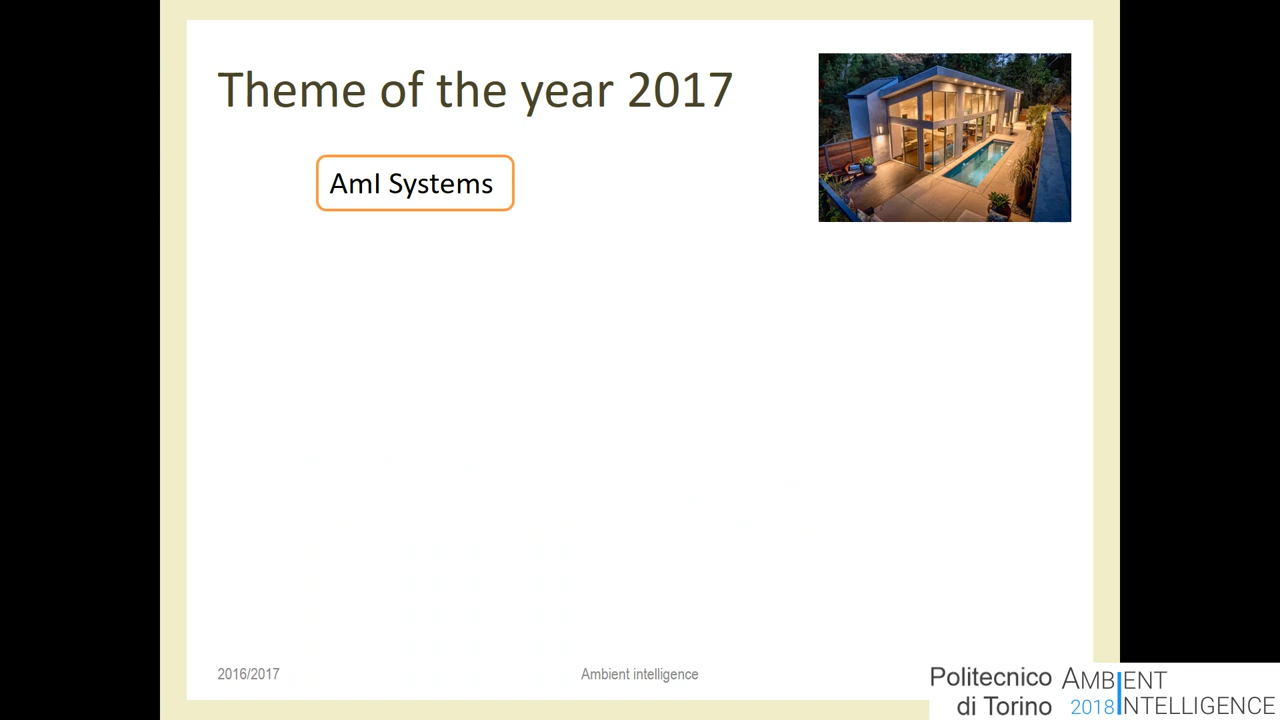 Theme of the year 2017
AmI Systems
2016/2017
Ambient intelligence
Politecnico
di Torino
AMBIENT
2018 INTELLIGENCE